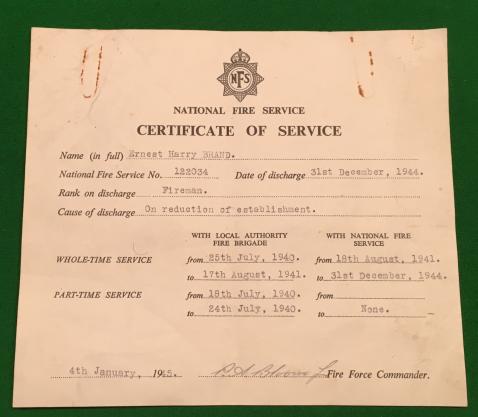 NFS
NATIONAL FIRE SERVICE
CERTIFICATE OF SERVICE
Name (in full) Ernest Harry BRAND.
National Fire Service No. 122034 Date of discharge 31st December, 1944.
Rank on discharge Fireman.
Cause of discharge On reduction of establishment.
WITH LOCAL AUTHORITY FIRE BRIGADE WITH NATIONAL FIRE SERVICE
WHOLE-TIME SERVICE from 25th July, 1940. from 18th August, 1941.
to 17th August, 1941. to 31st December, 1944.
PART-TIME SERVICE from 18th July, 1940. from
to 24th July, 1940. to None.
4th January, 1945. Fire Force Commander.